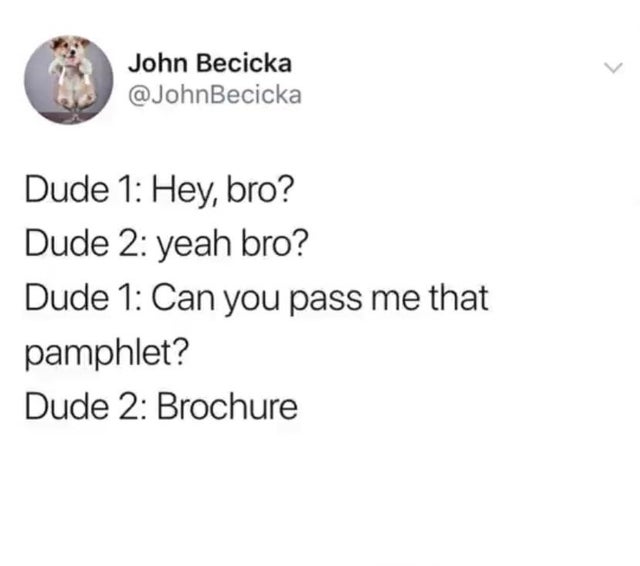 John Becicka
@JohnBecicka
Dude 1: Hey, bro?
Dude 2: yeah bro?
Dude 1: Can you pass me that
pamphlet?
Dude 2: Brochure